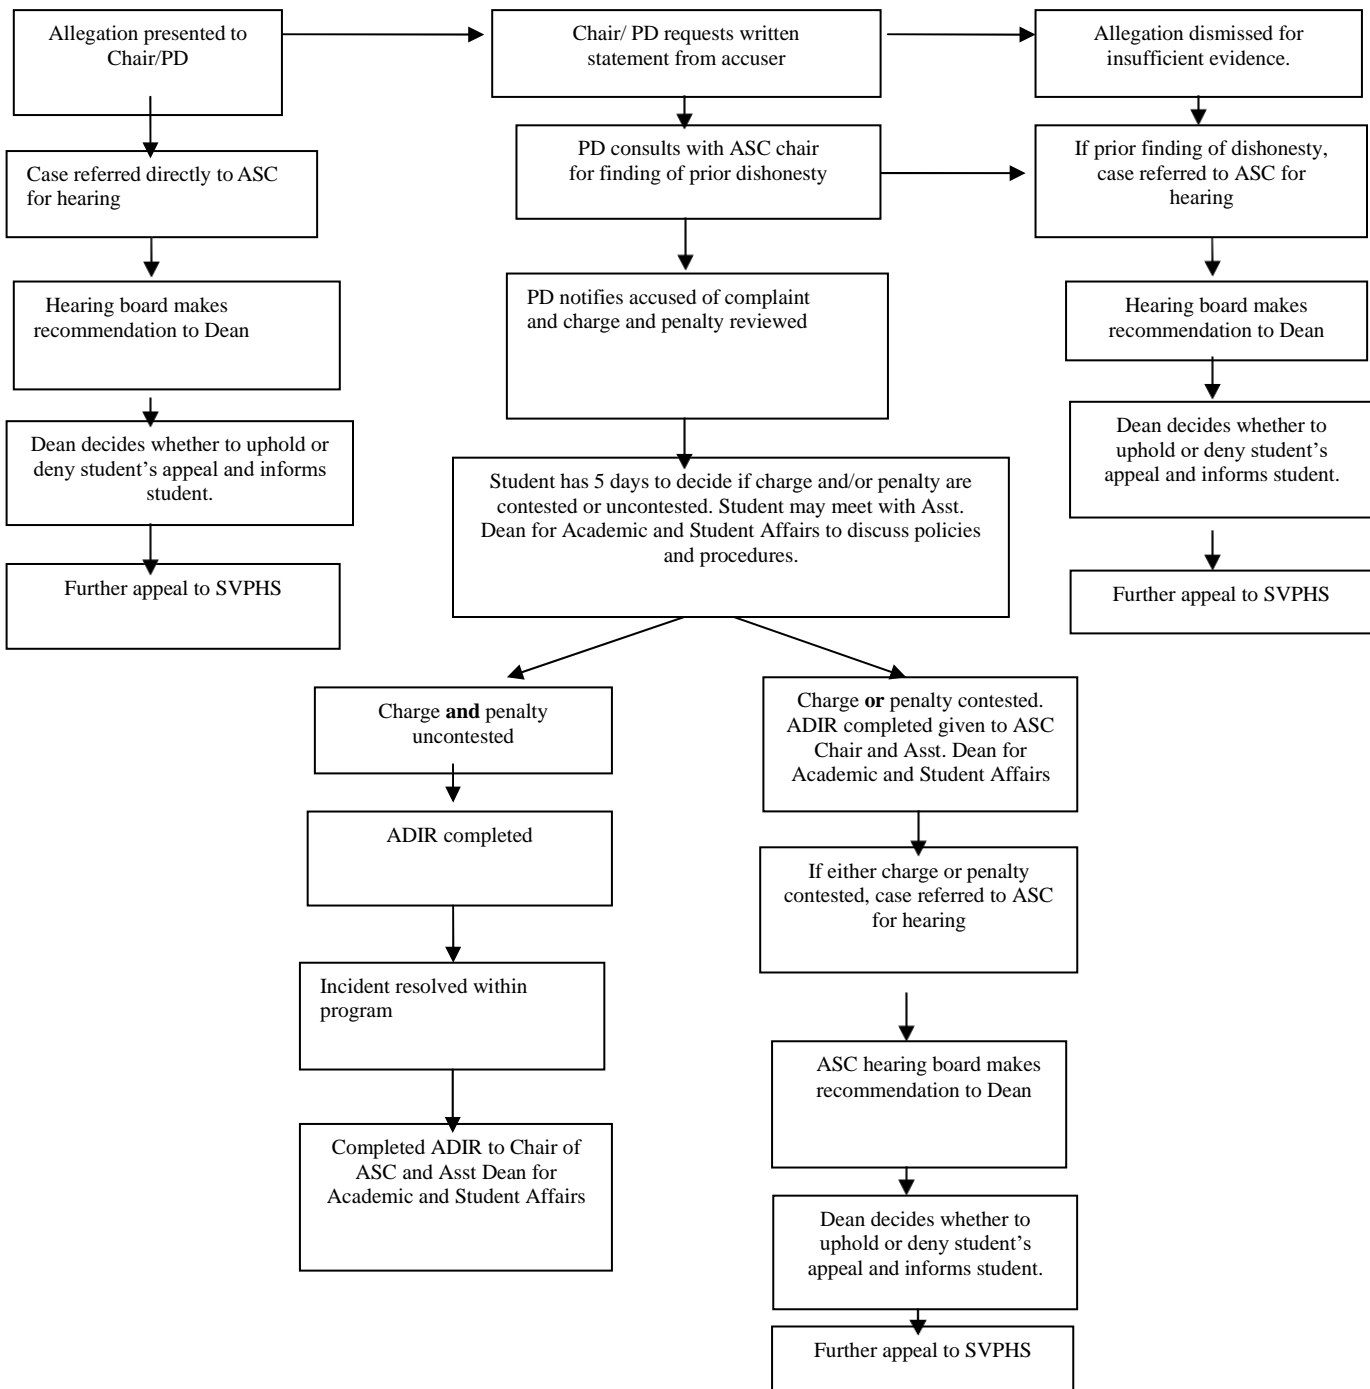 Allegation presented to
Chair/PD
Chair/ PD requests written
statement from accuser
Allegation dismissed for
insufficient evidence.
Case referred directly to ASC
for hearing
PD consults with ASC chair
for finding of prior dishonesty
If prior finding of dishonesty,
case referred to ASC for
hearing
Hearing board makes
recommendation to Dean
PD notifies accused of complaint
and charge and penalty reviewed
Hearing board makes
recommendation to Dean
Dean decides whether to uphold or
deny student’s appeal and informs
student.
Student has 5 days to decide if charge and/or penalty are
contested or uncontested. Student may meet with Asst.
Dean for Academic and Student Affairs to discuss policies
and procedures.
Dean decides whether to
uphold or deny student’s
appeal and informs student.
Further appeal to SVPHS
Further appeal to SVPHS
Charge and penalty
uncontested
Charge or penalty contested.
ADIR completed given to ASC
Chair and Asst. Dean for
Academic and Student Affairs
ADIR completed
If either charge or penalty
contested, case referred to ASC
for hearing
Incident resolved within
program
ASC hearing board makes
recommendation to Dean
Completed ADIR to Chair of
ASC and Asst Dean for
Academic and Student Affairs
Dean decides whether to
uphold or deny student’s
appeal and informs student.
Further appeal to SVPHS